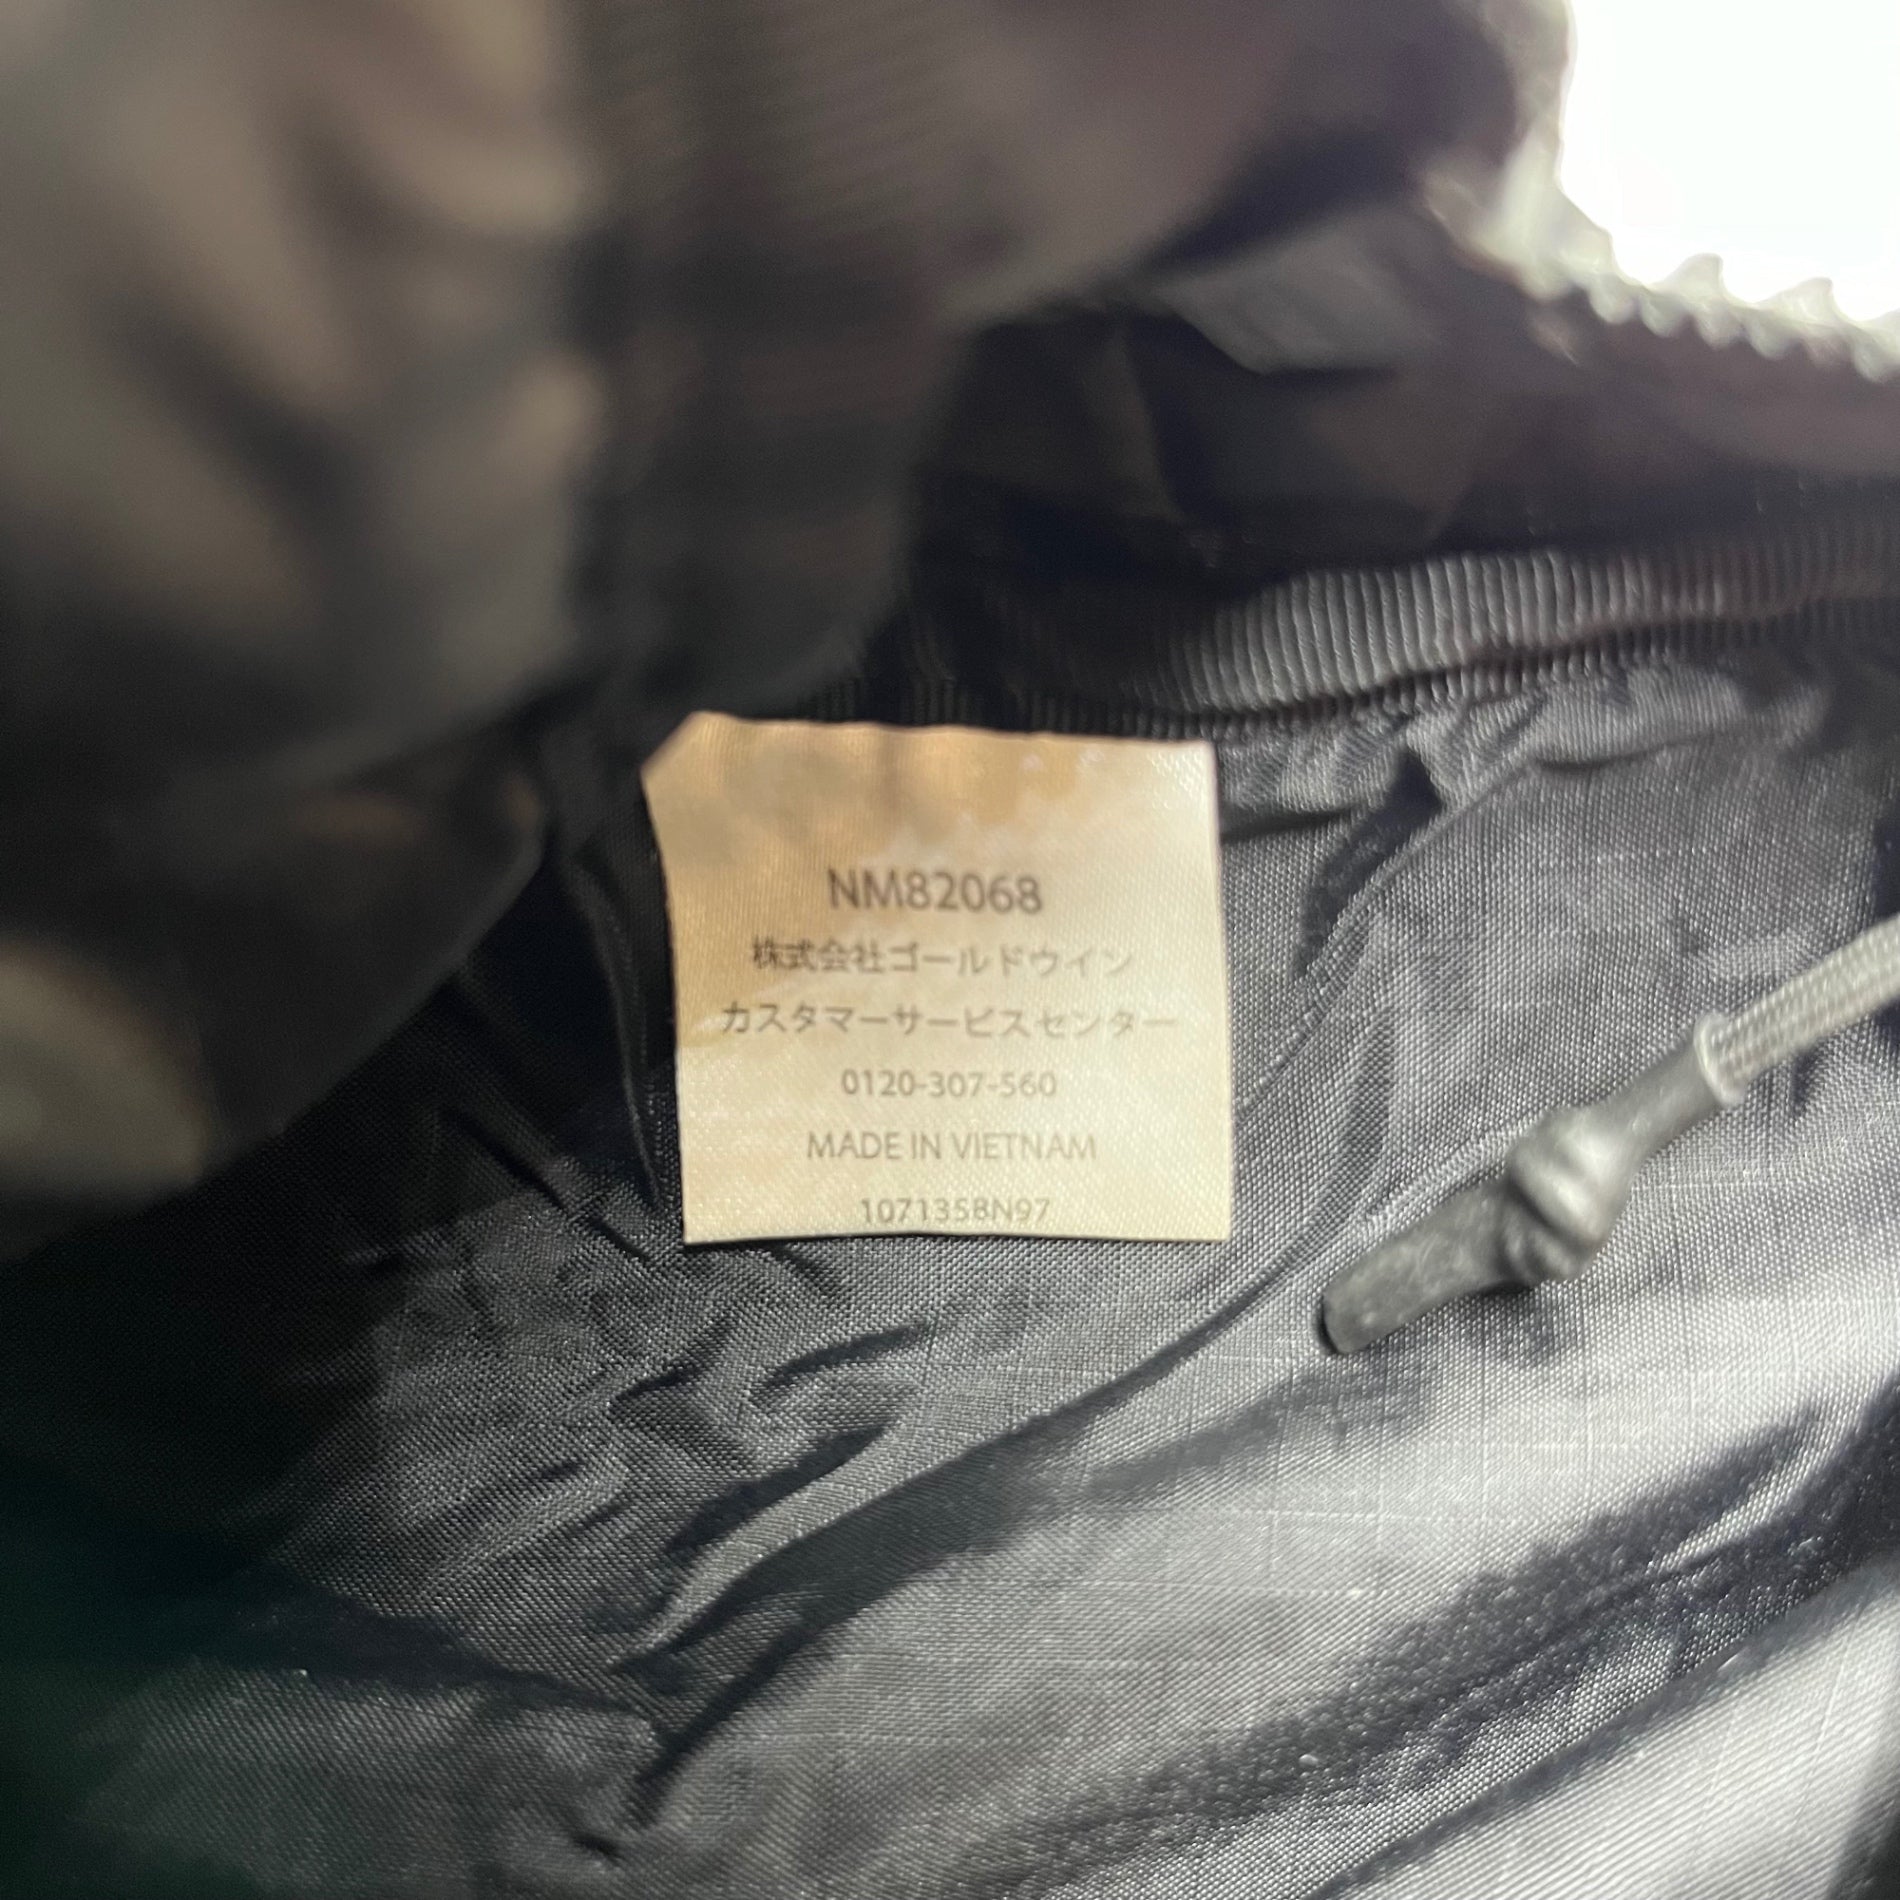 NM82068
株式会社ゴールドウイン
カスタマーサービスセンター
0120-307-560
MADE IN VIETNAM
1071358N97